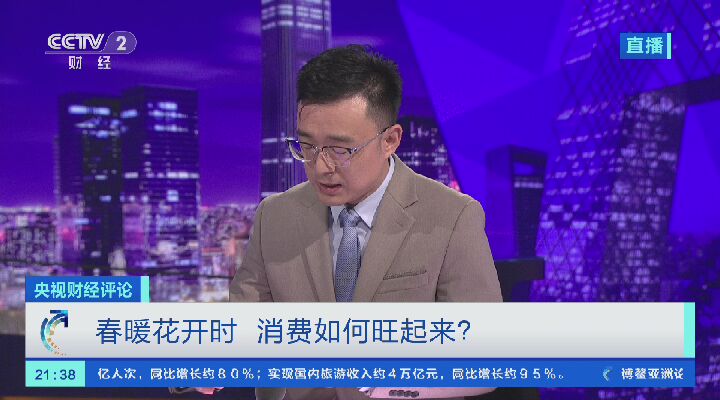 CCTV 2
财经
直播
央视财经评论
春暖花开时 消费如何旺起来?
21:38 亿人次,同比增长约80%;实现国内旅游收入约4万亿元,同比增长约95%。 博鳌亚洲论